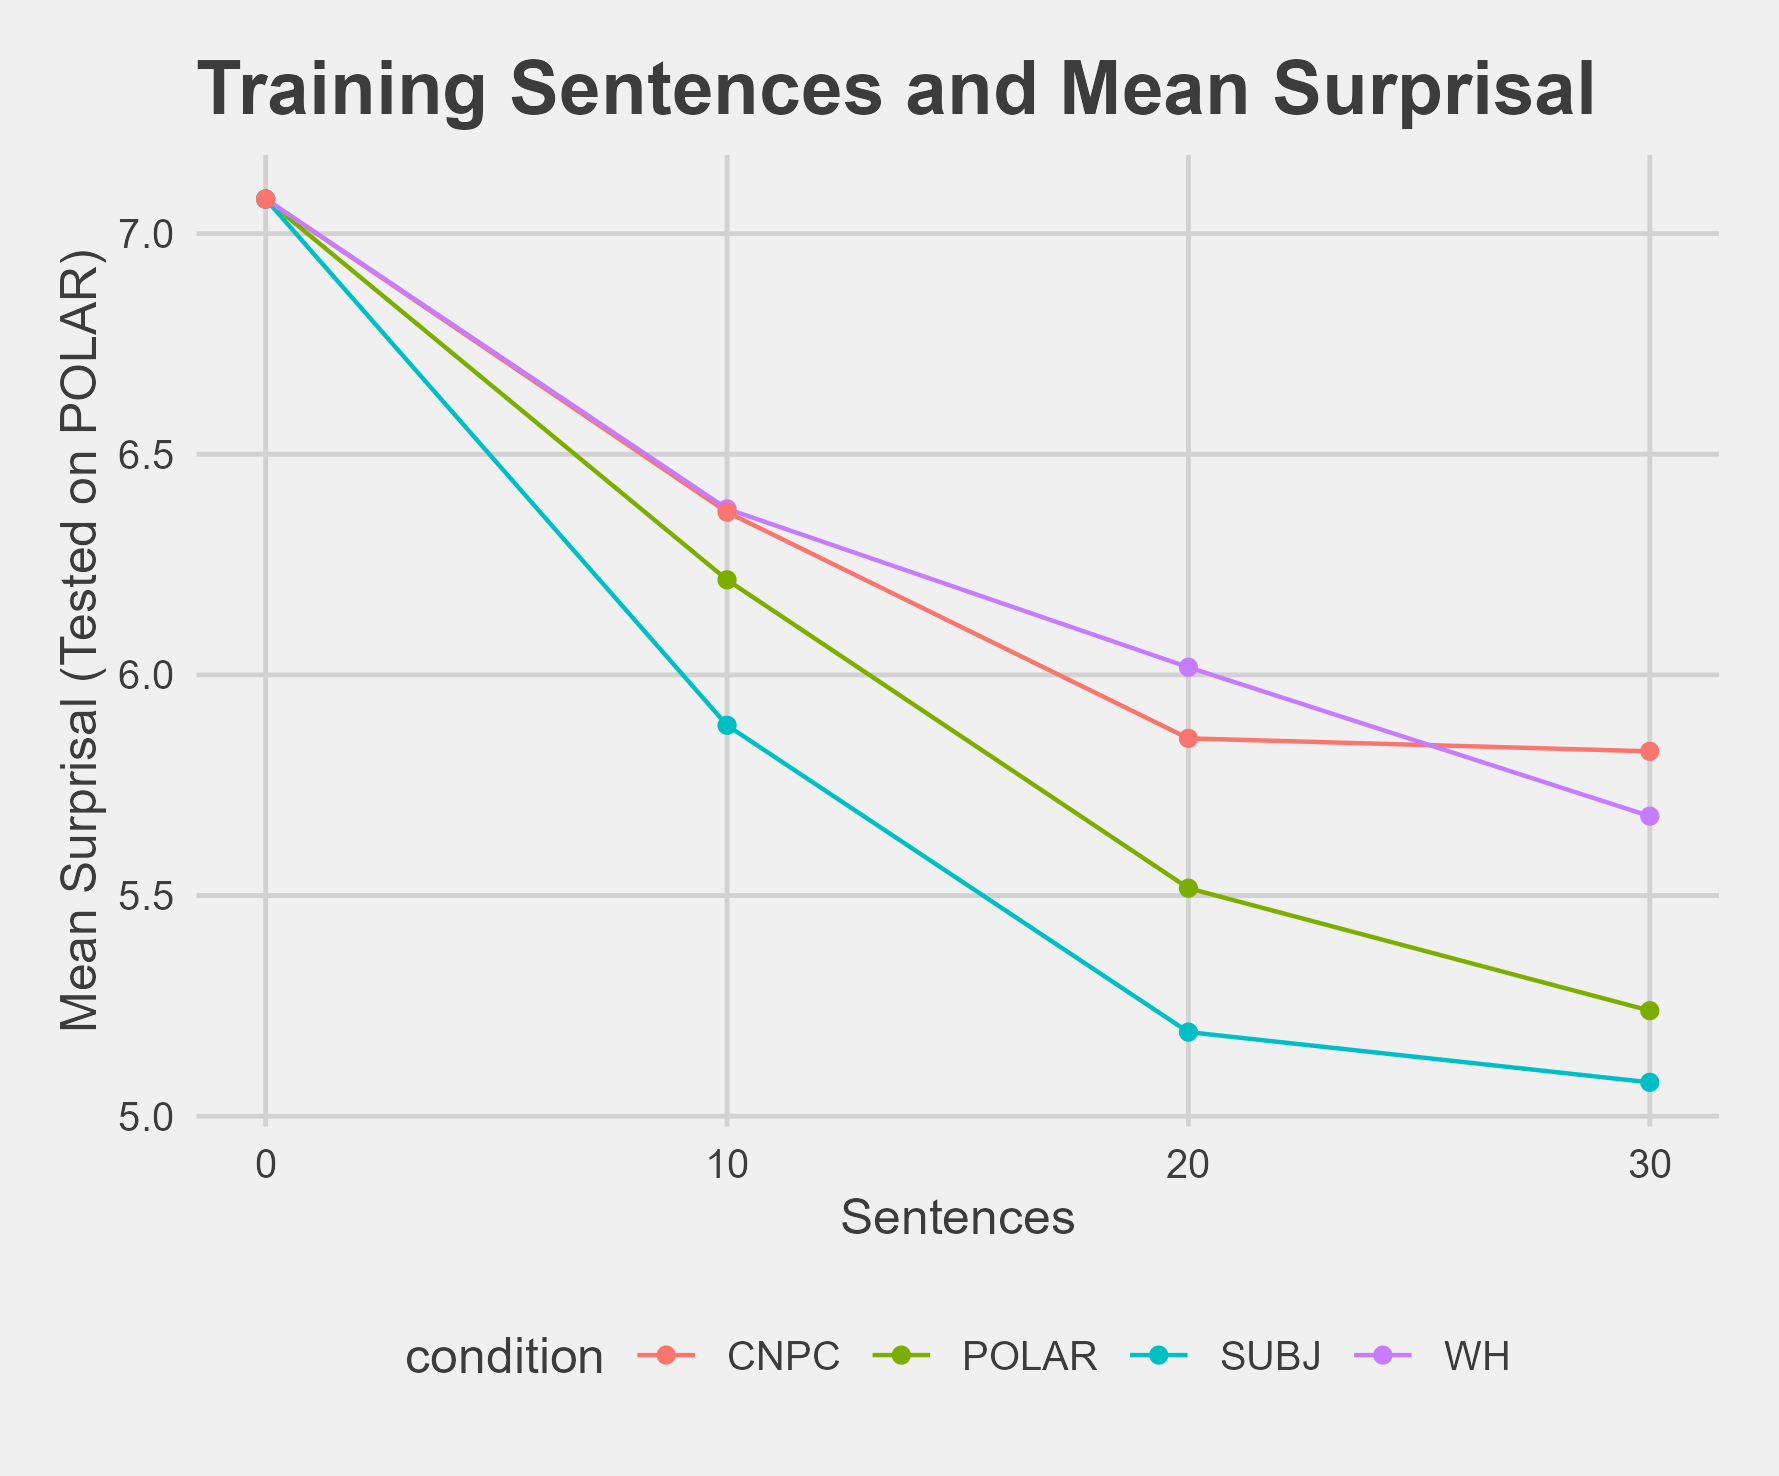 Training Sentences and Mean Surprisal
Mean Surprisal (Tested on POLAR)
7.0
6.5
6.0
5.5
5.0
0 10 20 30
Sentences
condition CNPC POLAR SUBJ WH